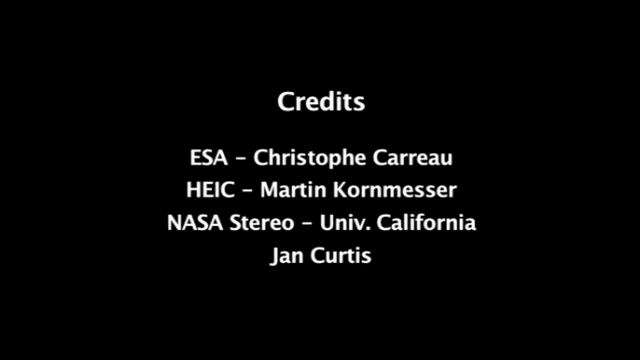 Credits
ESA - Christophe Carreau
HEIC - Martin Kornmesser
NASA Stereo - Univ. California
Jan Curtis